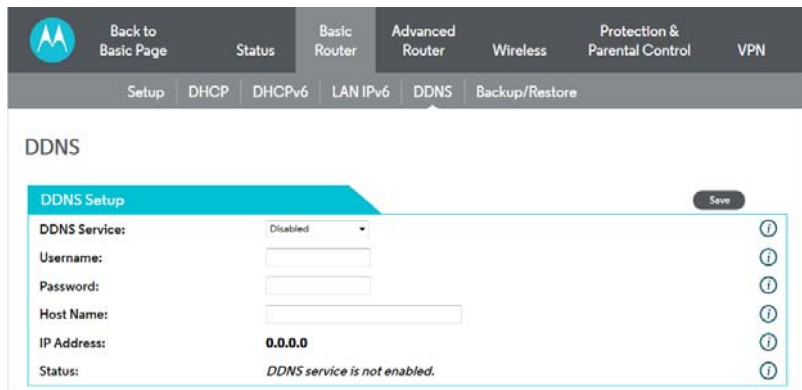 Back to Basic Page Status Basic Router Advanced Router Wireless Protection & Parental Control VPN
Setup DHCP DHCPv6 LAN IPv6 DDNS Backup/Restore
DDNS
DDNS Setup Save
DDNS Service: Disabled
Username:
Password:
Host Name:
IP Address: 0.0.0.0
Status: DDNS service is not enabled.